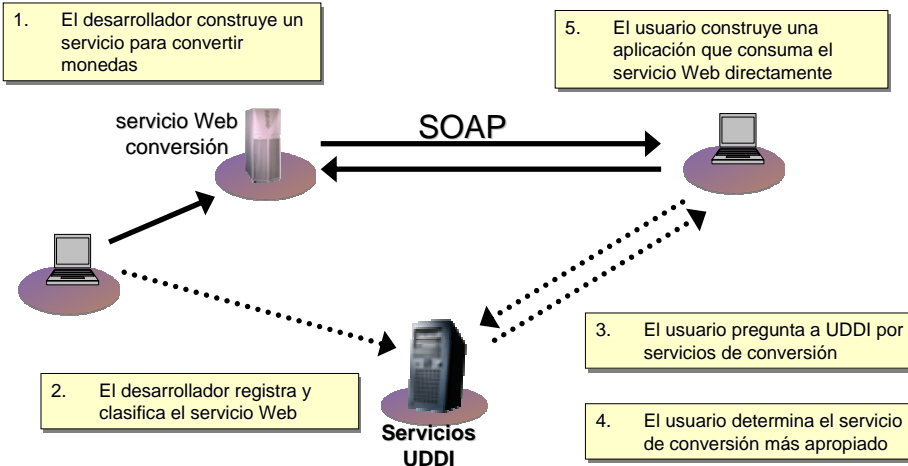 1. El desarrollador construye un
servicio para convertir
monedas
5. El usuario construye una
aplicación que consuma el
servicio Web directamente
servicio Web
conversión
SOAP
3. El usuario pregunta a UDDI por
servicios de conversión
2. El desarrollador registra y
clasifica el servicio Web
4. El usuario determina el servicio
de conversión más apropiado
Servicios
UDDI